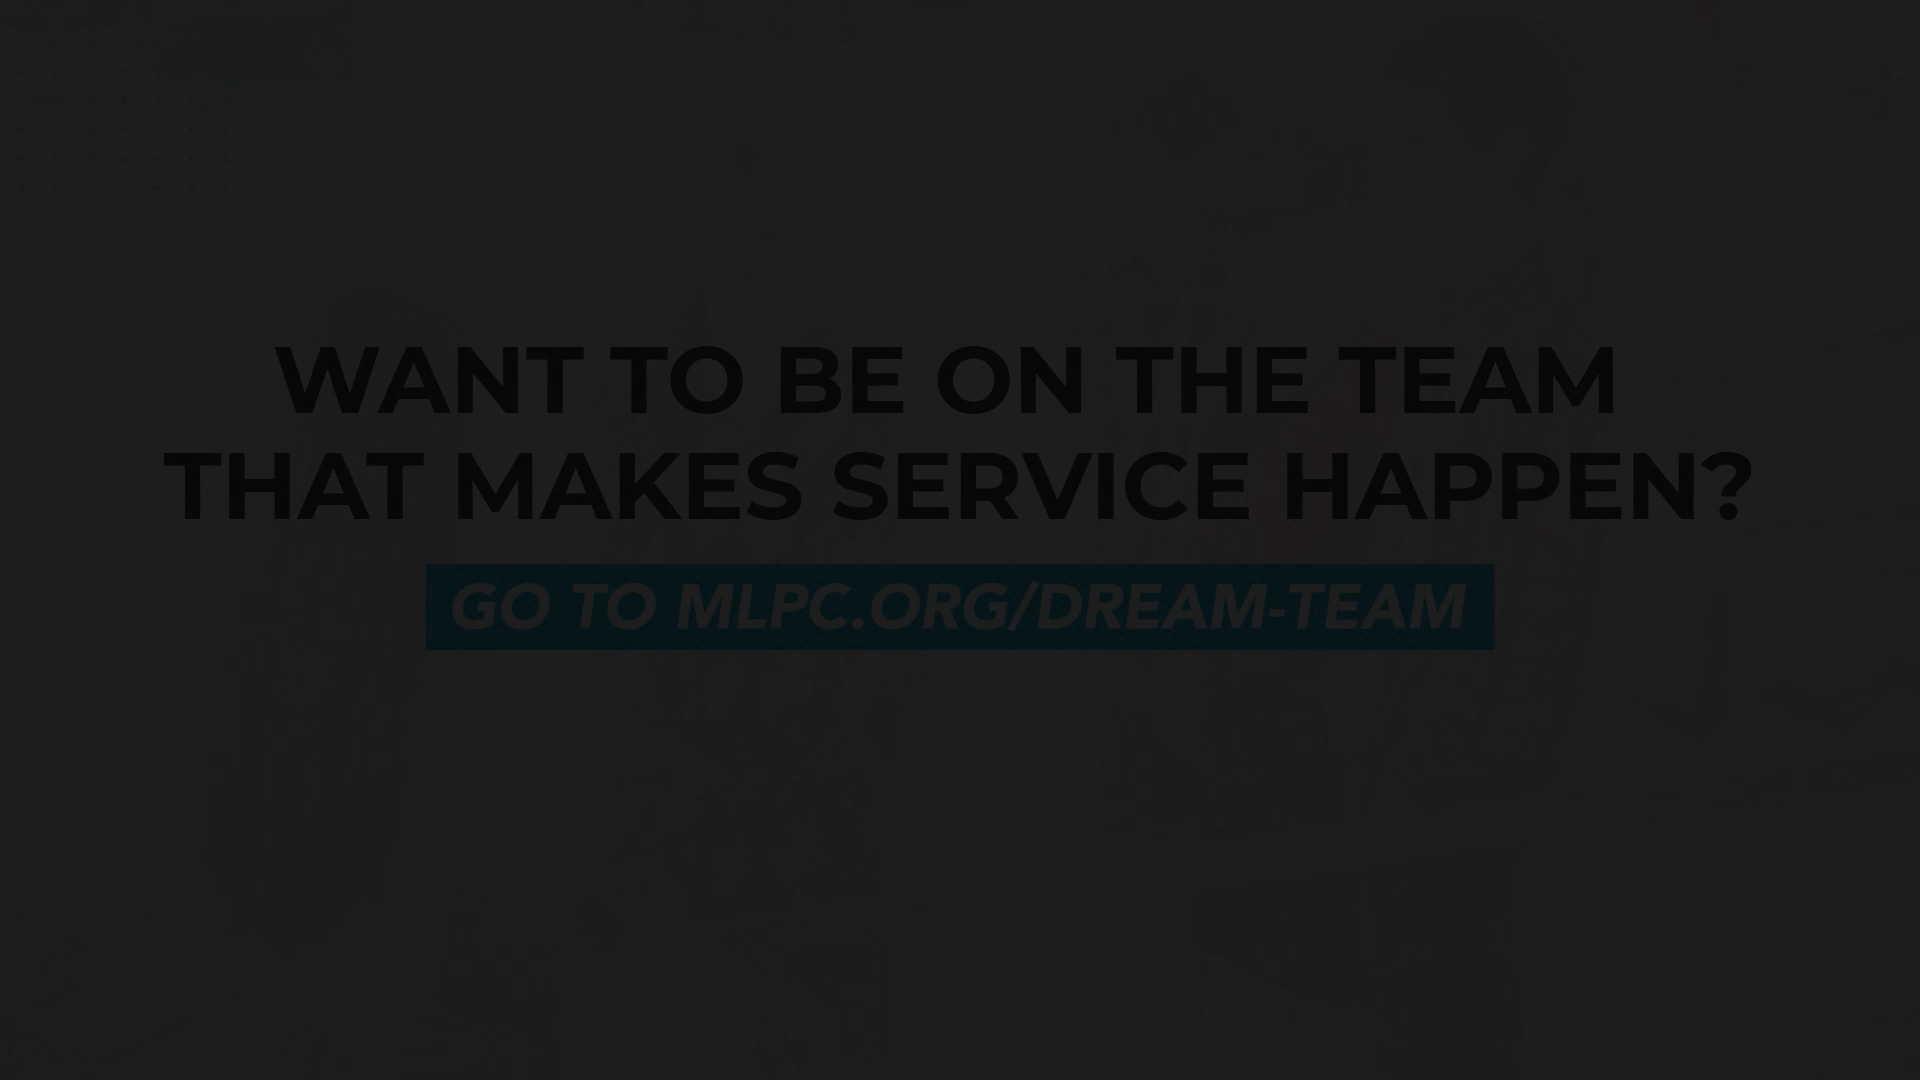 WANT TO BE ON THE TEAM
THAT MAKES SERVICE HAPPEN?
GO TO MLPC.ORG/DREAM-TEAM